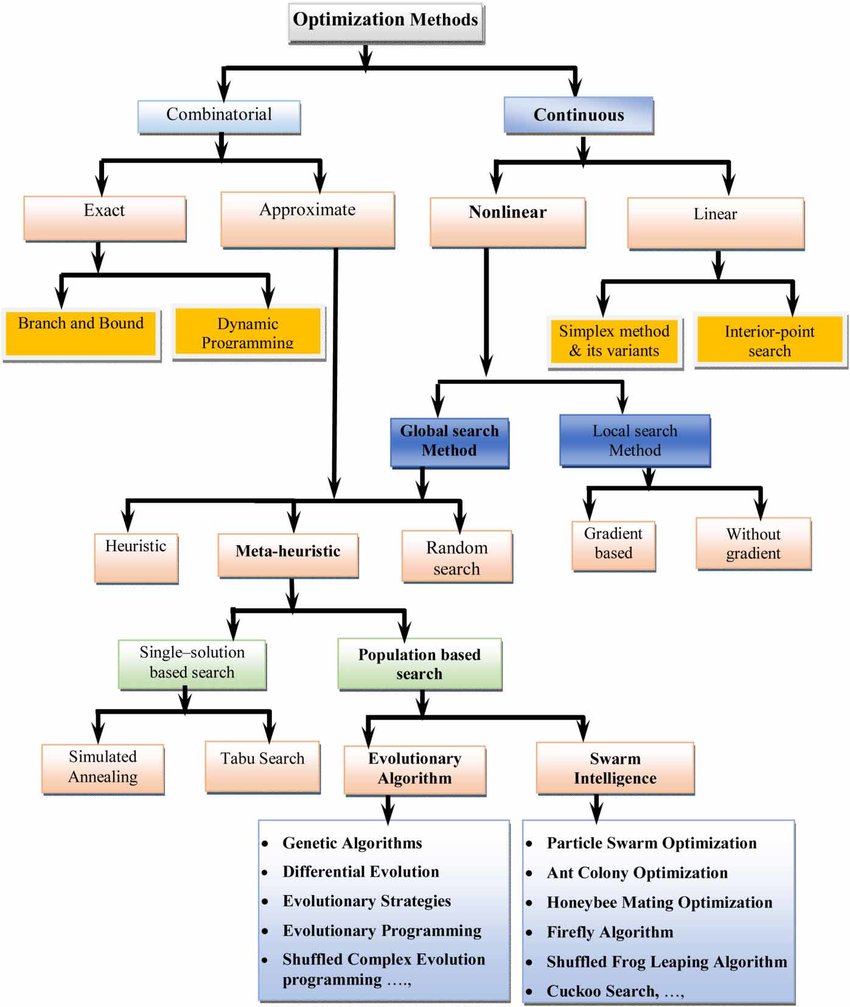 Optimization Methods
Combinatorial
Continuous
Exact
Approximate
Nonlinear
Linear
Branch and Bound
Dynamic
Programming
Simplex method
& its variants
Interior-point
search
Global search
Method
Local search
Method
Heuristic
Meta-heuristic
Random
search
Gradient
based
Without
gradient
Single–solution
based search
Population based
search
Simulated
Annealing
Tabu Search
Evolutionary
Algorithm
Swarm
Intelligence
• Genetic Algorithms
• Differential Evolution
• Evolutionary Strategies
• Evolutionary Programming
• Shuffled Complex Evolution
programming ….,
• Particle Swarm Optimization
• Ant Colony Optimization
• Honeybee Mating Optimization
• Firefly Algorithm
• Shuffled Frog Leaping Algorithm
• Cuckoo Search, …,